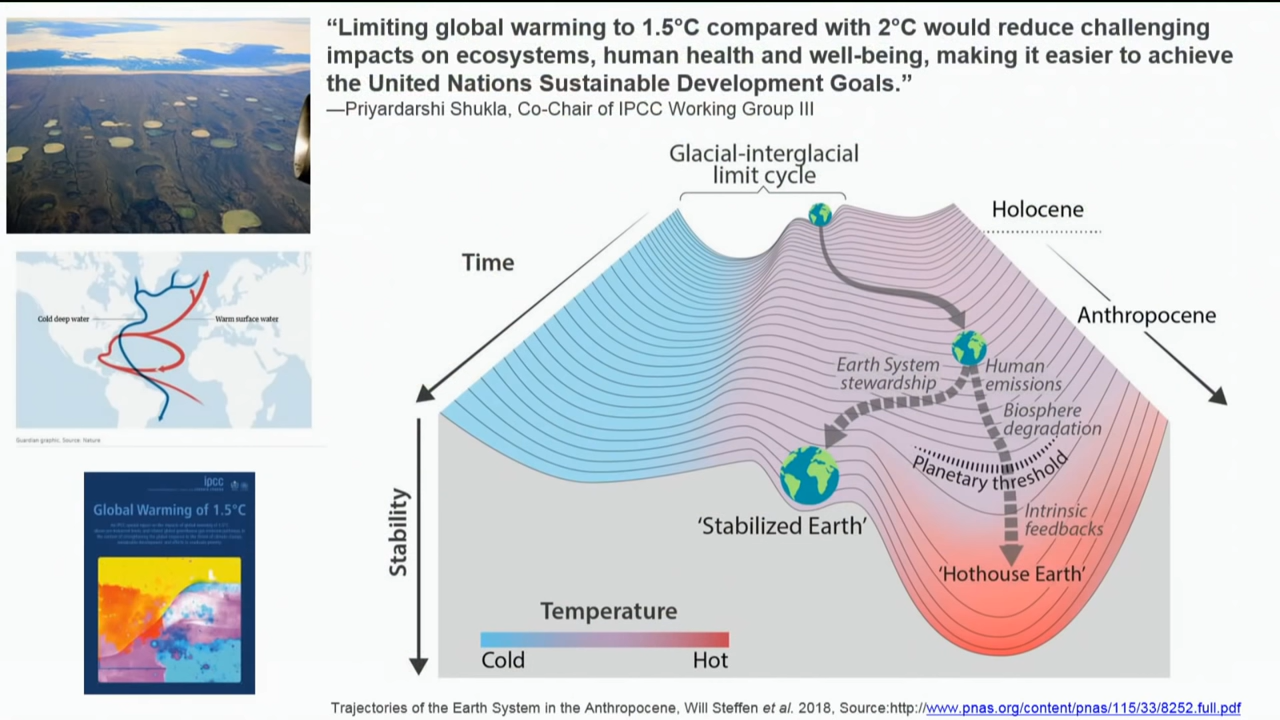 “Limiting global warming to 1.5°C compared with 2°C would reduce challenging
impacts on ecosystems, human health and well-being, making it easier to achieve
the United Nations Sustainable Development Goals.”
—Priyardarshi Shukla, Co-Chair of IPCC Working Group III
Glacial-interglacial
limit cycle
Holocene
Time
Anthropocene
Cold deep water
Warm surface water
Earth System
stewardship
Human
emissions
Biosphere
degradation
Planetary threshold
Guardian graphic. Source: Nature
ipcc
Global Warming of 1.5°C
Stability
‘Stabilized Earth’
Intrinsic
feedbacks
‘Hothouse Earth’
Temperature
Cold
Hot
Trajectories of the Earth System in the Anthropocene, Will Steffen et al. 2018, Source:http://www.pnas.org/content/pnas/115/33/8252.full.pdf